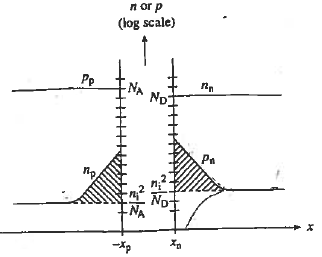 n or p
(log scale)
p_p
N_A
N_D
n_n
n_p
n_i^2
N_A
n_i^2
N_D
p_n
x
-x_p
x_n